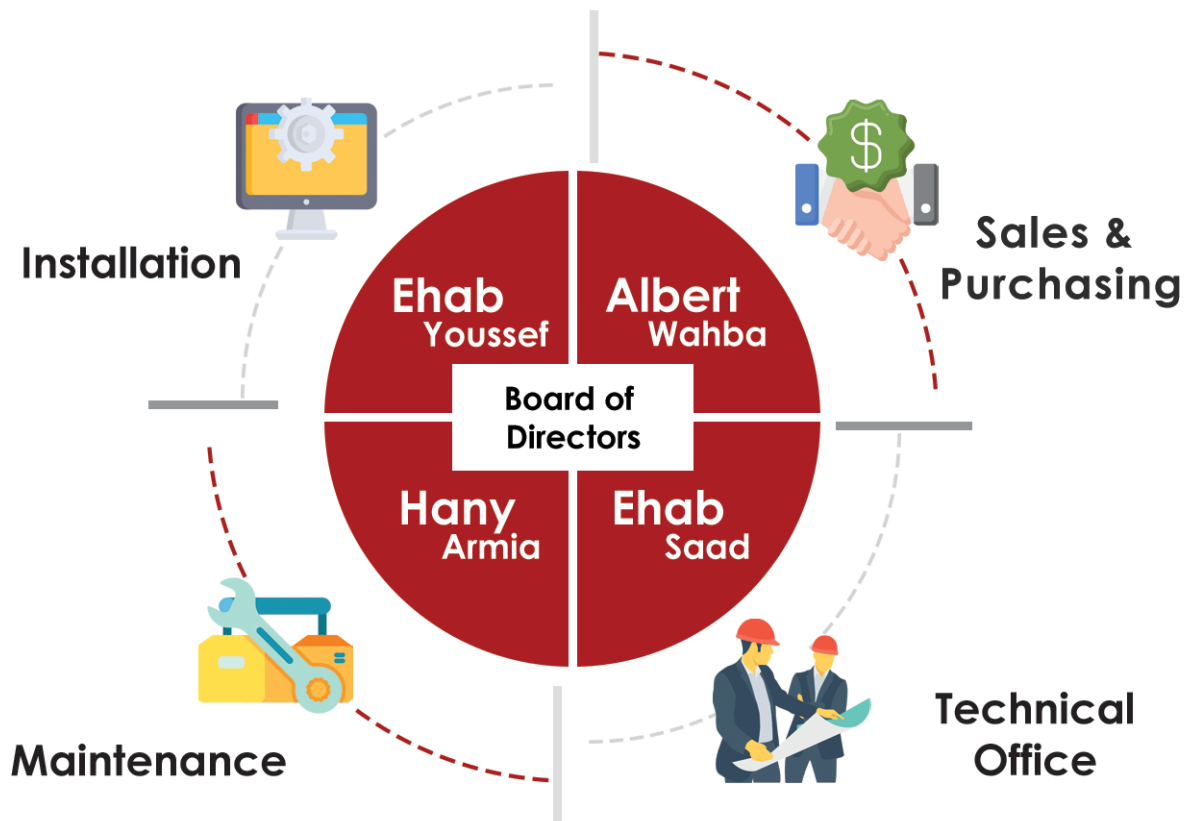 Installation
Sales &
Purchasing
Ehab
Youssef
Albert
Wahba
Board of
Directors
Hany
Armia
Ehab
Saad
Maintenance
Technical
Office
$